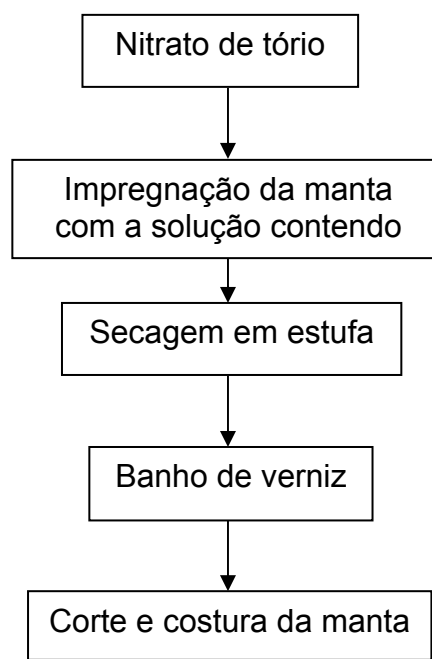 Nitrato de tório
Impregnação da manta
com a solução contendo
Secagem em estufa
Banho de verniz
Corte e costura da manta